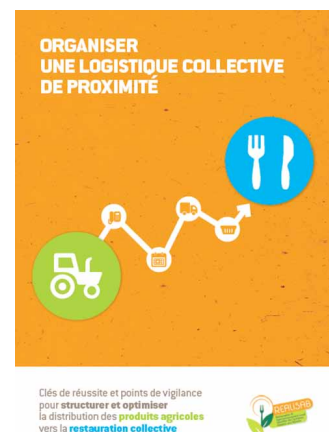 ORGANISER
UNE LOGISTIQUE COLLECTIVE
DE PROXIMITÉ
Clés de réussite et points de vigilance
pour structurer et optimiser
la distribution des produits agricoles
vers la restauration collective
REALISAB